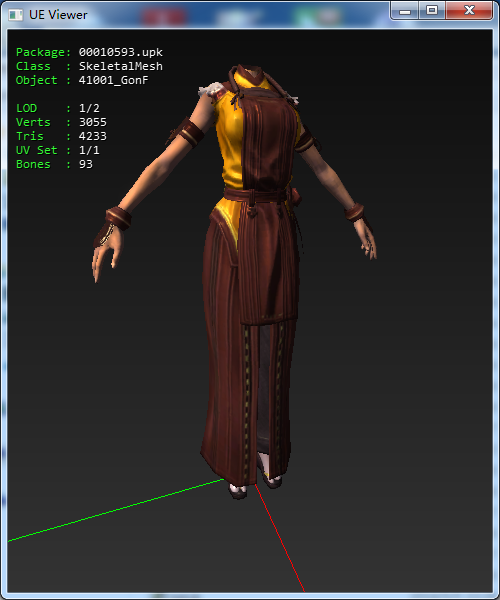 UE Viewer
Package: 00010593.upk
Class : SkeletalMesh
Object : 41001_GonF
LOD : 1/2
Verts : 3055
Tris : 4233
UV Set : 1/1
Bones : 93